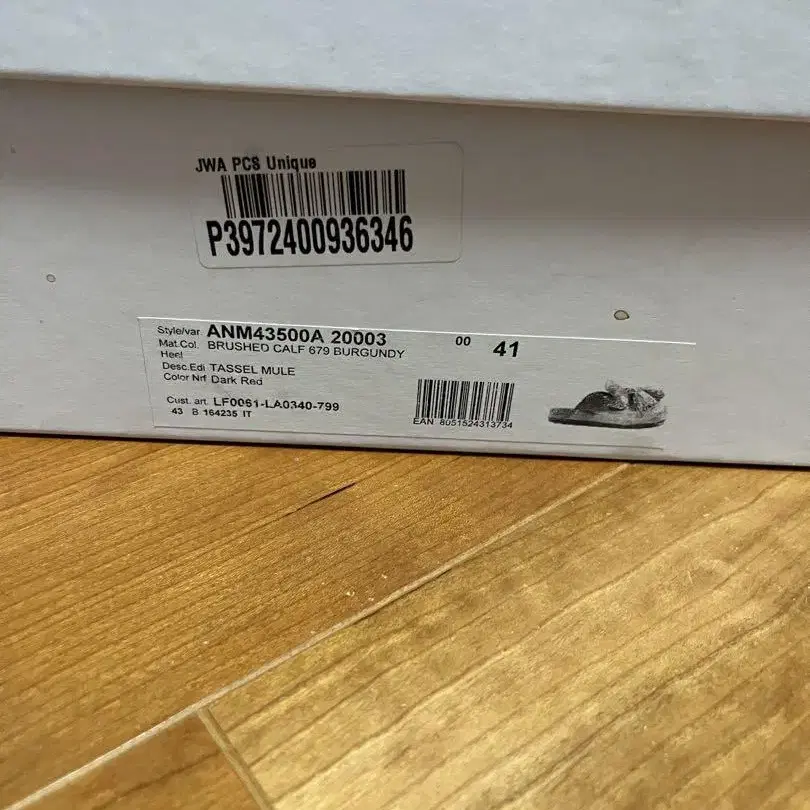 JWA PCS Unique
P3972400936346
Style/var ANM43500A 20003 00 41
Mat.Col. BRUSHED CALF 679 BURGUNDY
Heel
Desc.Edi TASSEL MULE
Color Nrf Dark Red
Cust. art. LF0061-LA0340-799
43 B 164235 IT
EAN 8051524313734